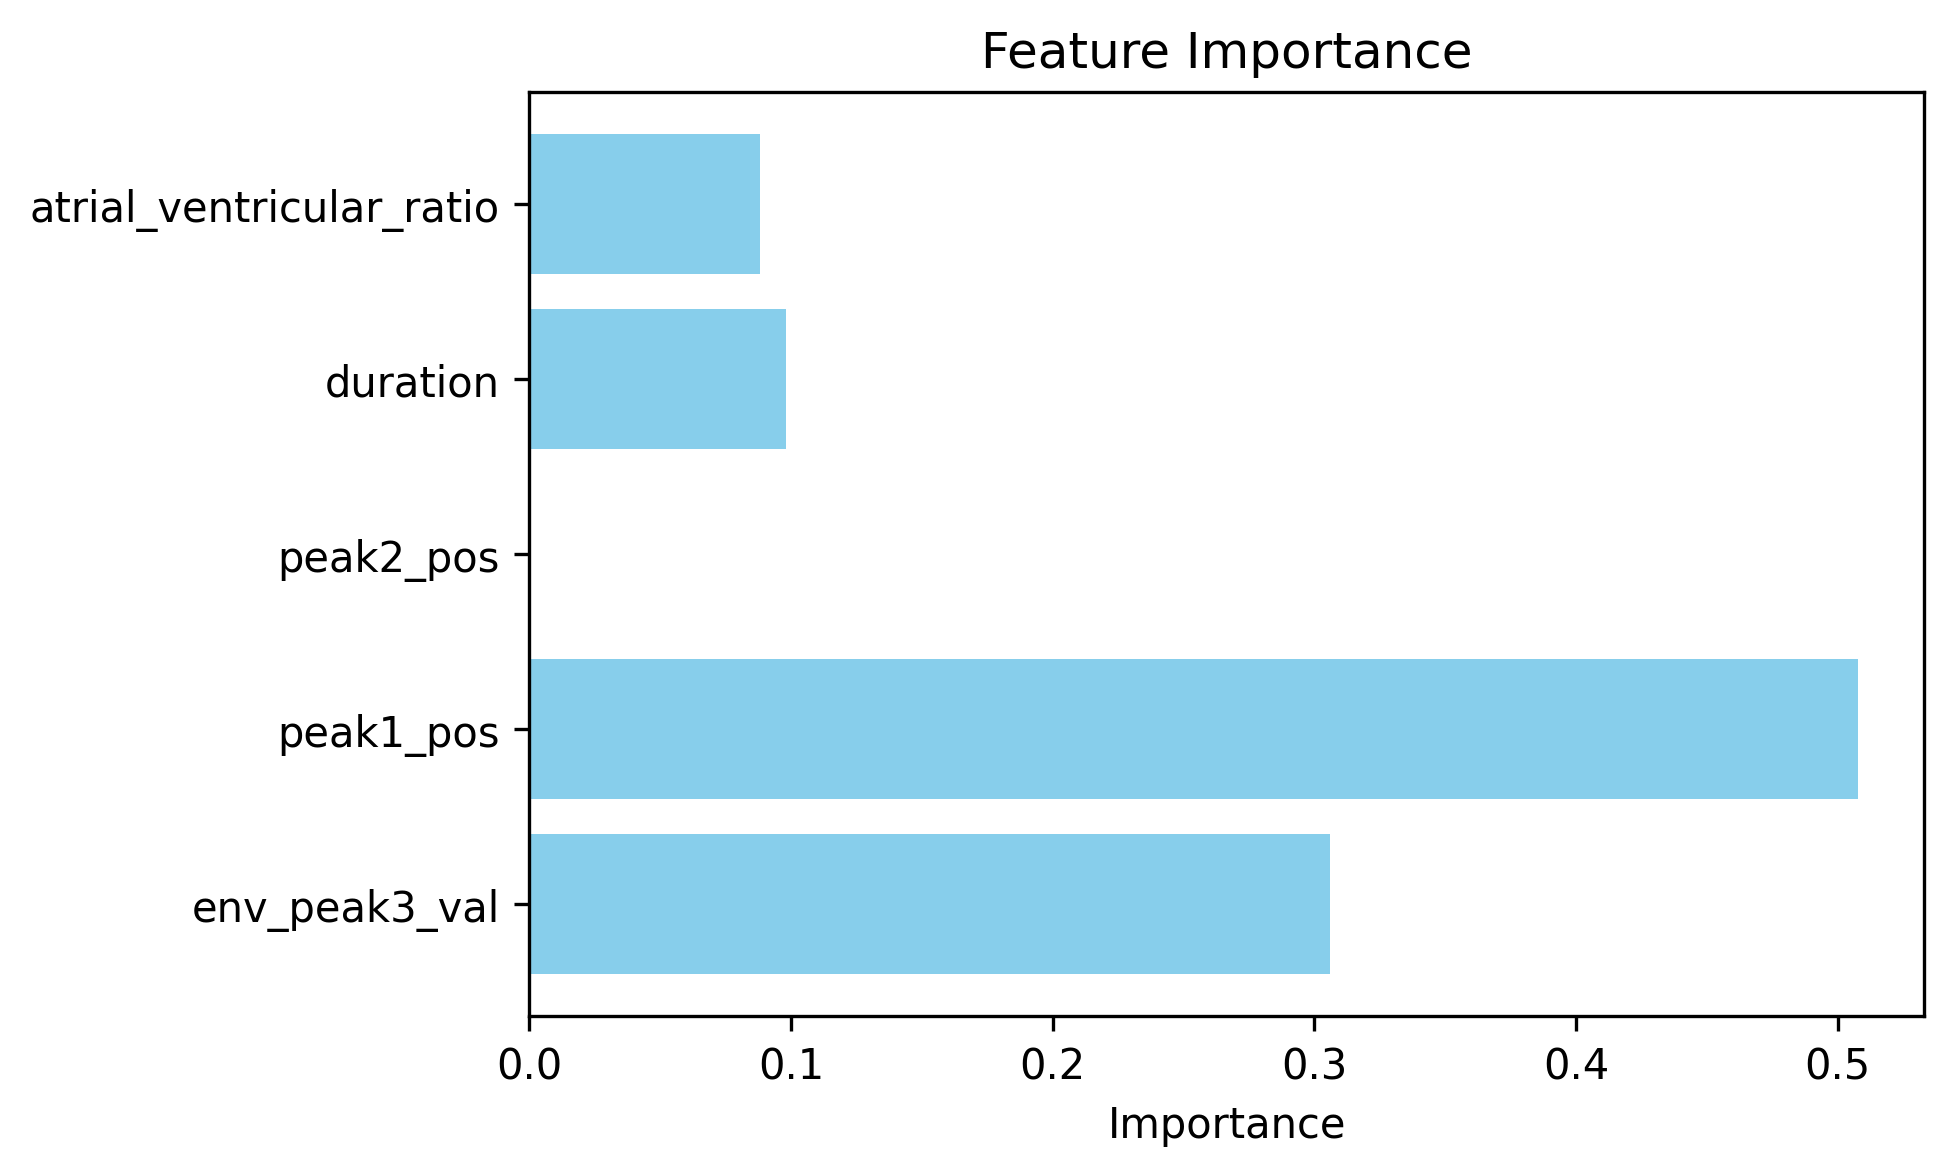 Feature Importance
atrial_ventricular_ratio
duration
peak2_pos
peak1_pos
env_peak3_val
0.0 0.1 0.2 0.3 0.4 0.5
Importance